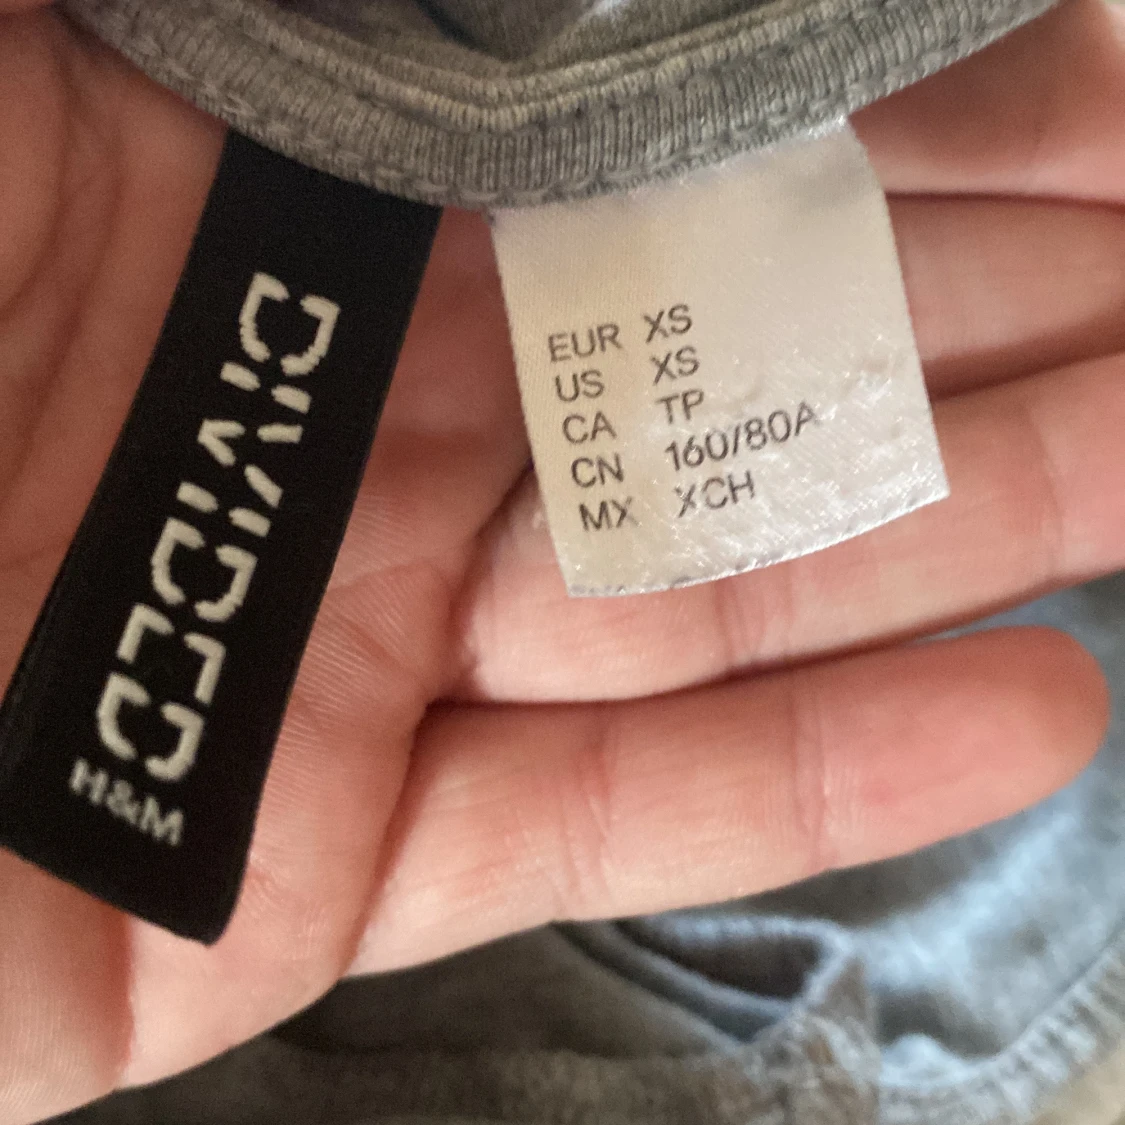 DIVIDED
H&M
EUR XS
US XS
CA TP
CN 160/80A
MX XCH